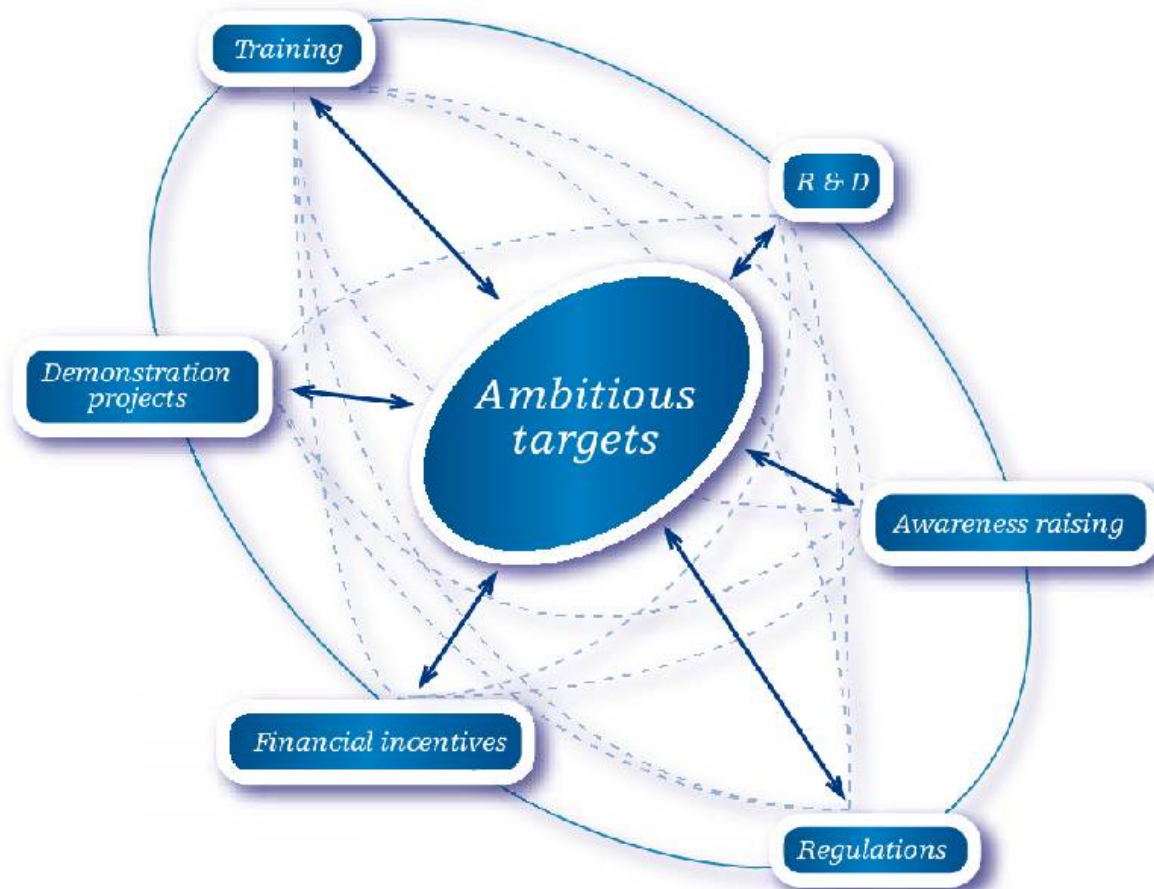 Training
R & D
Demonstration
projects
Ambitious
targets
Awareness raising
Financial incentives
Regulations